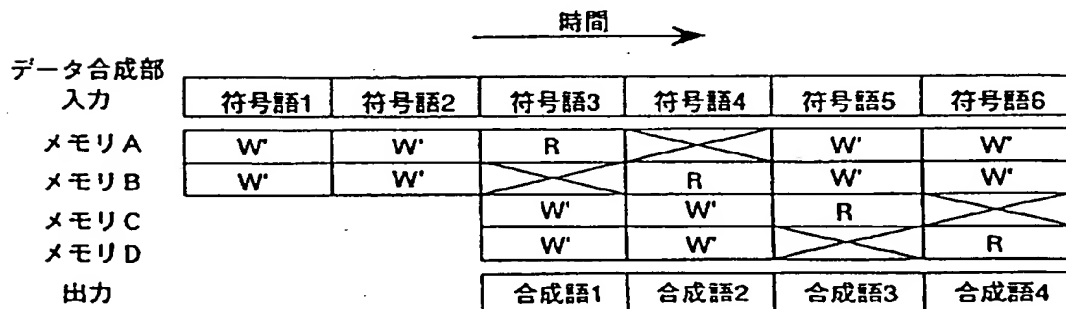 時間
データ合成部
入力 符号語1 符号語2 符号語3 符号語4 符号語5 符号語6
メモリA W' W' R W' W'
メモリB W' W' R W' W'
メモリC W' W' R
メモリD W' W' R
出力 合成語1 合成語2 合成語3 合成語4